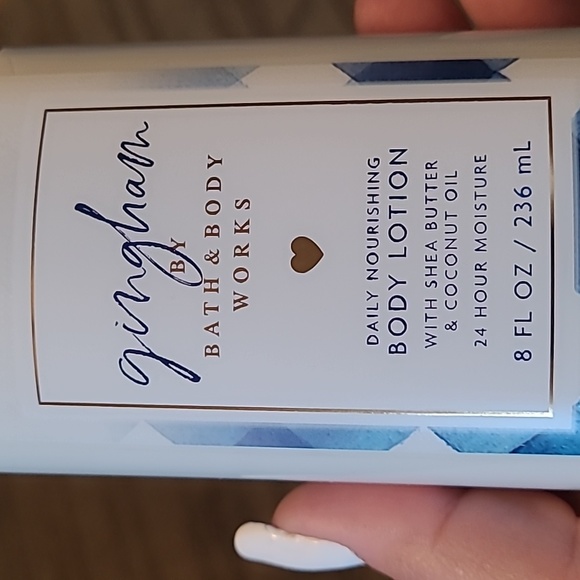 gingham
BY
BATH & BODY
WORKS
DAILY NOURISHING
BODY LOTION
WITH SHEA BUTTER
& COCONUT OIL
24 HOUR MOISTURE
8 FL OZ / 236 mL